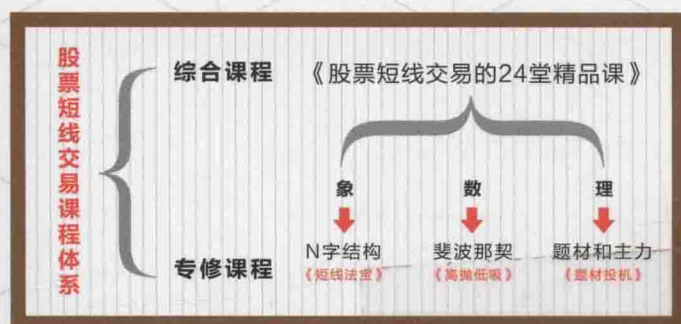 股票短线交易课程体系
综合课程
《股票短线交易的24堂精品课》
象 数 理
专修课程
N字结构 斐波那契 题材和主力
《短线法宝》 《高抛低吸》 《题材投机》